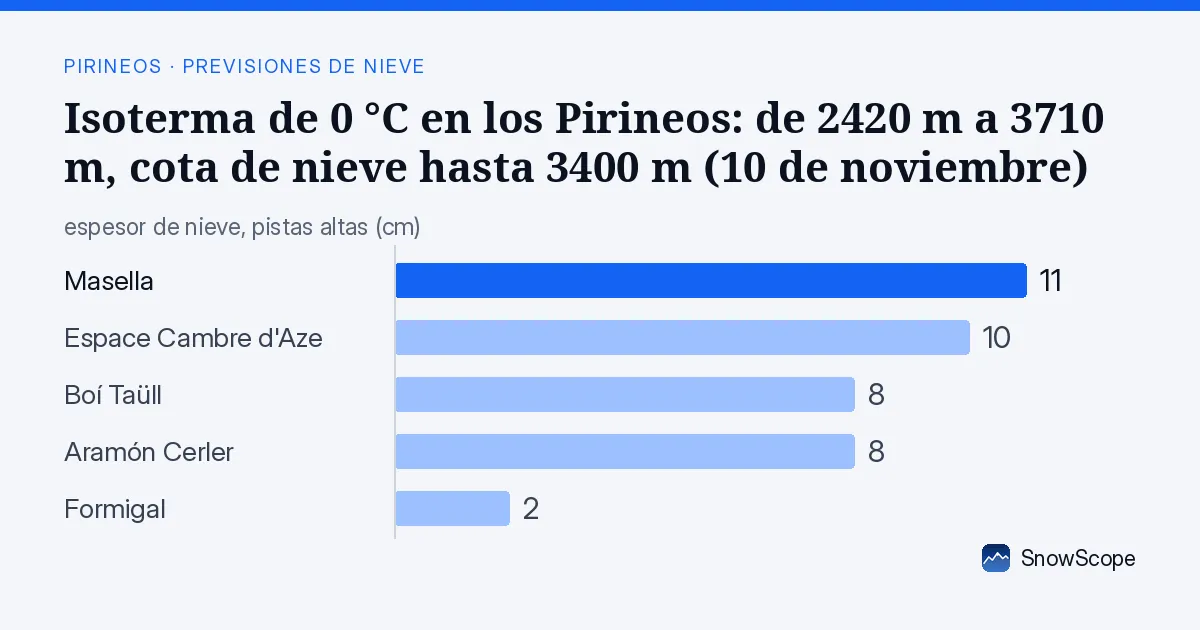 PIRINEOS · PREVISIONES DE NIEVE
Isoterma de 0 °C en los Pirineos: de 2420 m a 3710
m, cota de nieve hasta 3400 m (10 de noviembre)
espesor de nieve, pistas altas (cm)
Masella 11
Espace Cambre d'Aze 10
Boí Taüll 8
Aramón Cerler 8
Formigal 2
SnowScope